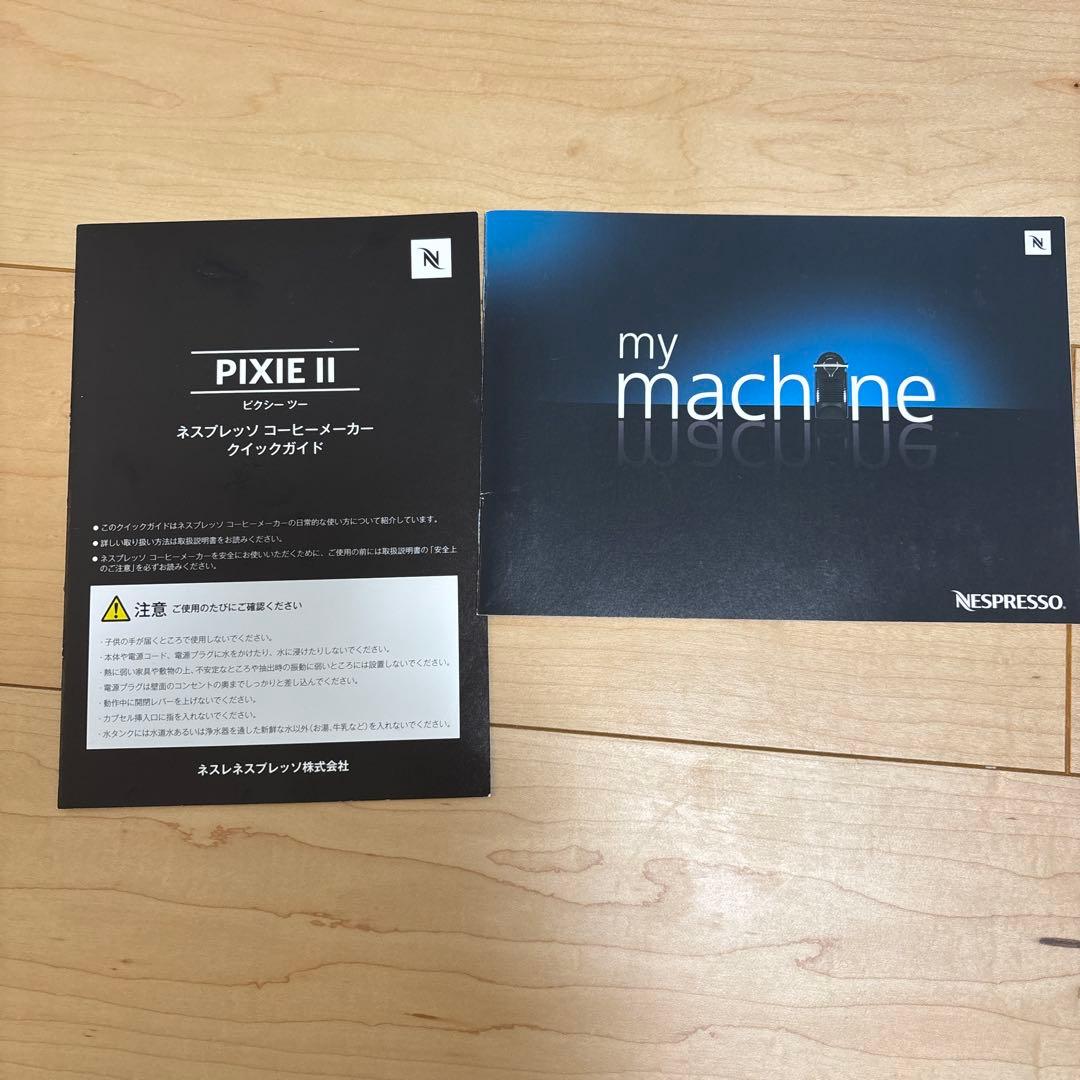 N
PIXIE II
ピクシー ツー
ネスプレッソ コーヒーメーカー
クイックガイド
● このクイックガイドはネスプレッソ コーヒーメーカーの日常的な使い方について紹介しています。
● 詳しい取り扱い方法は取扱説明書をお読みください。
● ネスプレッソ コーヒーメーカーを安全にお使いいただくために、ご使用の前には取扱説明書の「安全上
のご注意」を必ずお読みください。
注意 ご使用のたびにご確認ください
・子供の手が届くところで使用しないでください。
・本体や電源コード、電源プラグに水をかけたり、水に浸けたりしないでください。
・熱に弱い家具や敷物の上、不安定なところや抽出時の振動に弱いところには設置しないでください。
・電源プラグは壁面のコンセントの奥までしっかりと差し込んでください。
・動作中に開閉レバーを上げないでください。
・カプセル挿入口に指を入れないでください。
・水タンクには水道水あるいは浄水器を通した新鮮な水以外（お湯、牛乳など）を入れないでください。
ネスレネスプレッソ株式会社
N
my
machine
NESPRESSO®